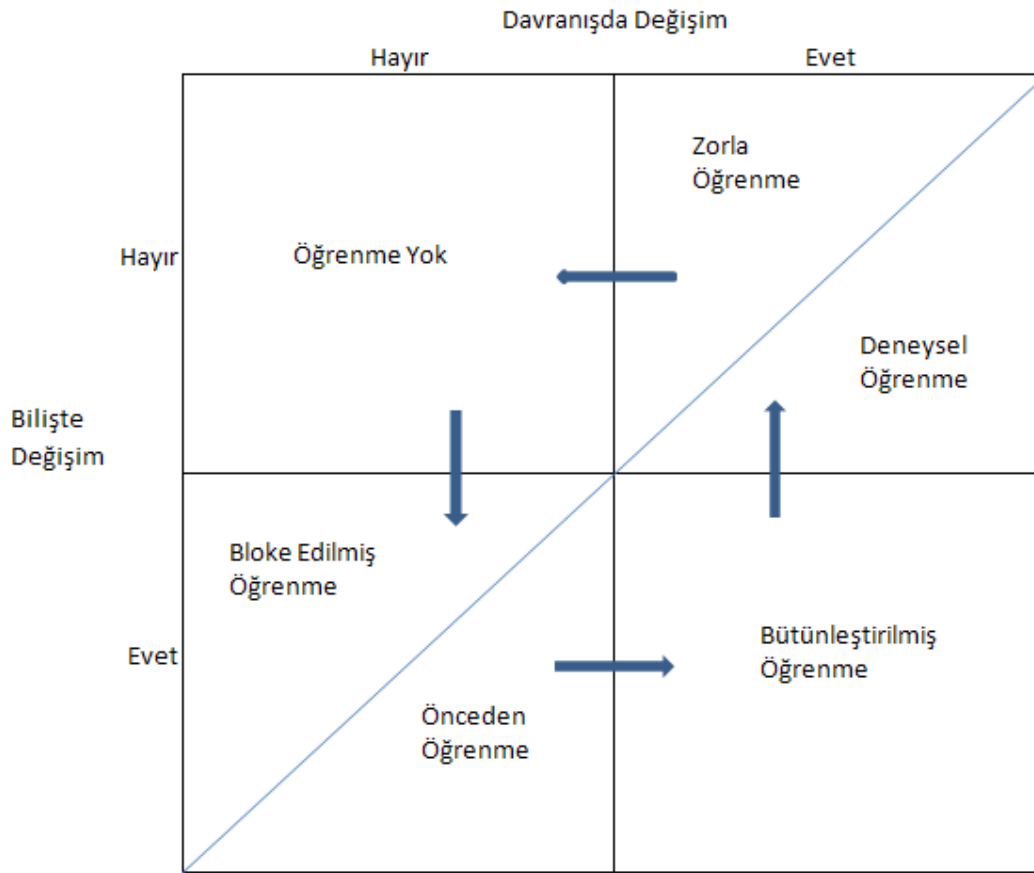 Davranışda Değişim
Hayır
Evet
Zorla
Öğrenme
Hayır
Öğrenme Yok
Deneysel
Öğrenme
Bilişte
Değişim
Bloke Edilmiş
Öğrenme
Evet
Bütünleştirilmiş
Öğrenme
Önceden
Öğrenme